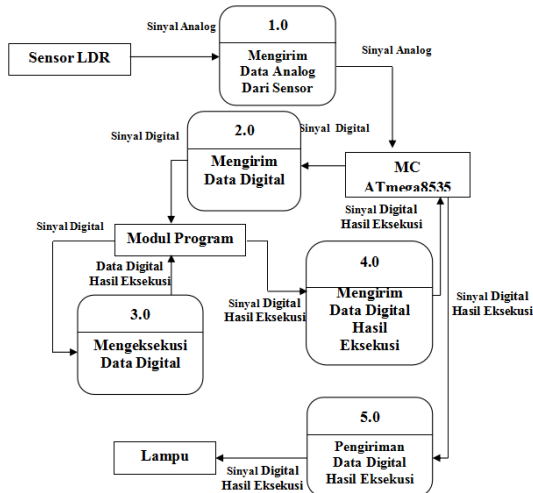 Sinyal Analog
1.0
Mengirim
Data Analog
Dari Sensor
Sensor LDR
Sinyal Analog
Sinyal Digital
2.0
Mengirim
Data Digital
Sinyal Digital
MC
ATmega8535
Sinyal Digital
Hasil Eksekusi
Sinyal Digital
Modul Program
Data Digital
Hasil Eksekusi
3.0
Mengeksekusi
Data Digital
Sinyal Digital
Hasil Eksekusi
4.0
Mengirim
Data Digital
Hasil
Eksekusi
Sinyal Digital
Hasil Eksekusi
5.0
Pengiriman
Data Digital
Hasil Eksekusi
Lampu
Sinyal Digital
Hasil Eksekusi